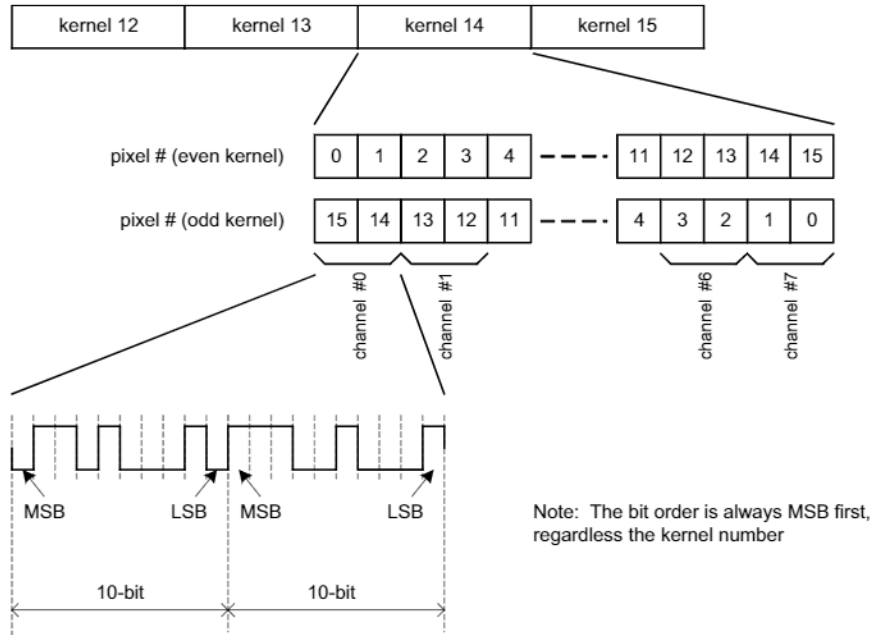 kernel 12 kernel 13 kernel 14 kernel 15
pixel # (even kernel) 0 1 2 3 4 11 12 13 14 15
pixel # (odd kernel) 15 14 13 12 11 4 3 2 1 0
channel #0 channel #1 channel #6 channel #7
MSB LSB MSB LSB
Note: The bit order is always MSB first,
regardless the kernel number
10-bit 10-bit